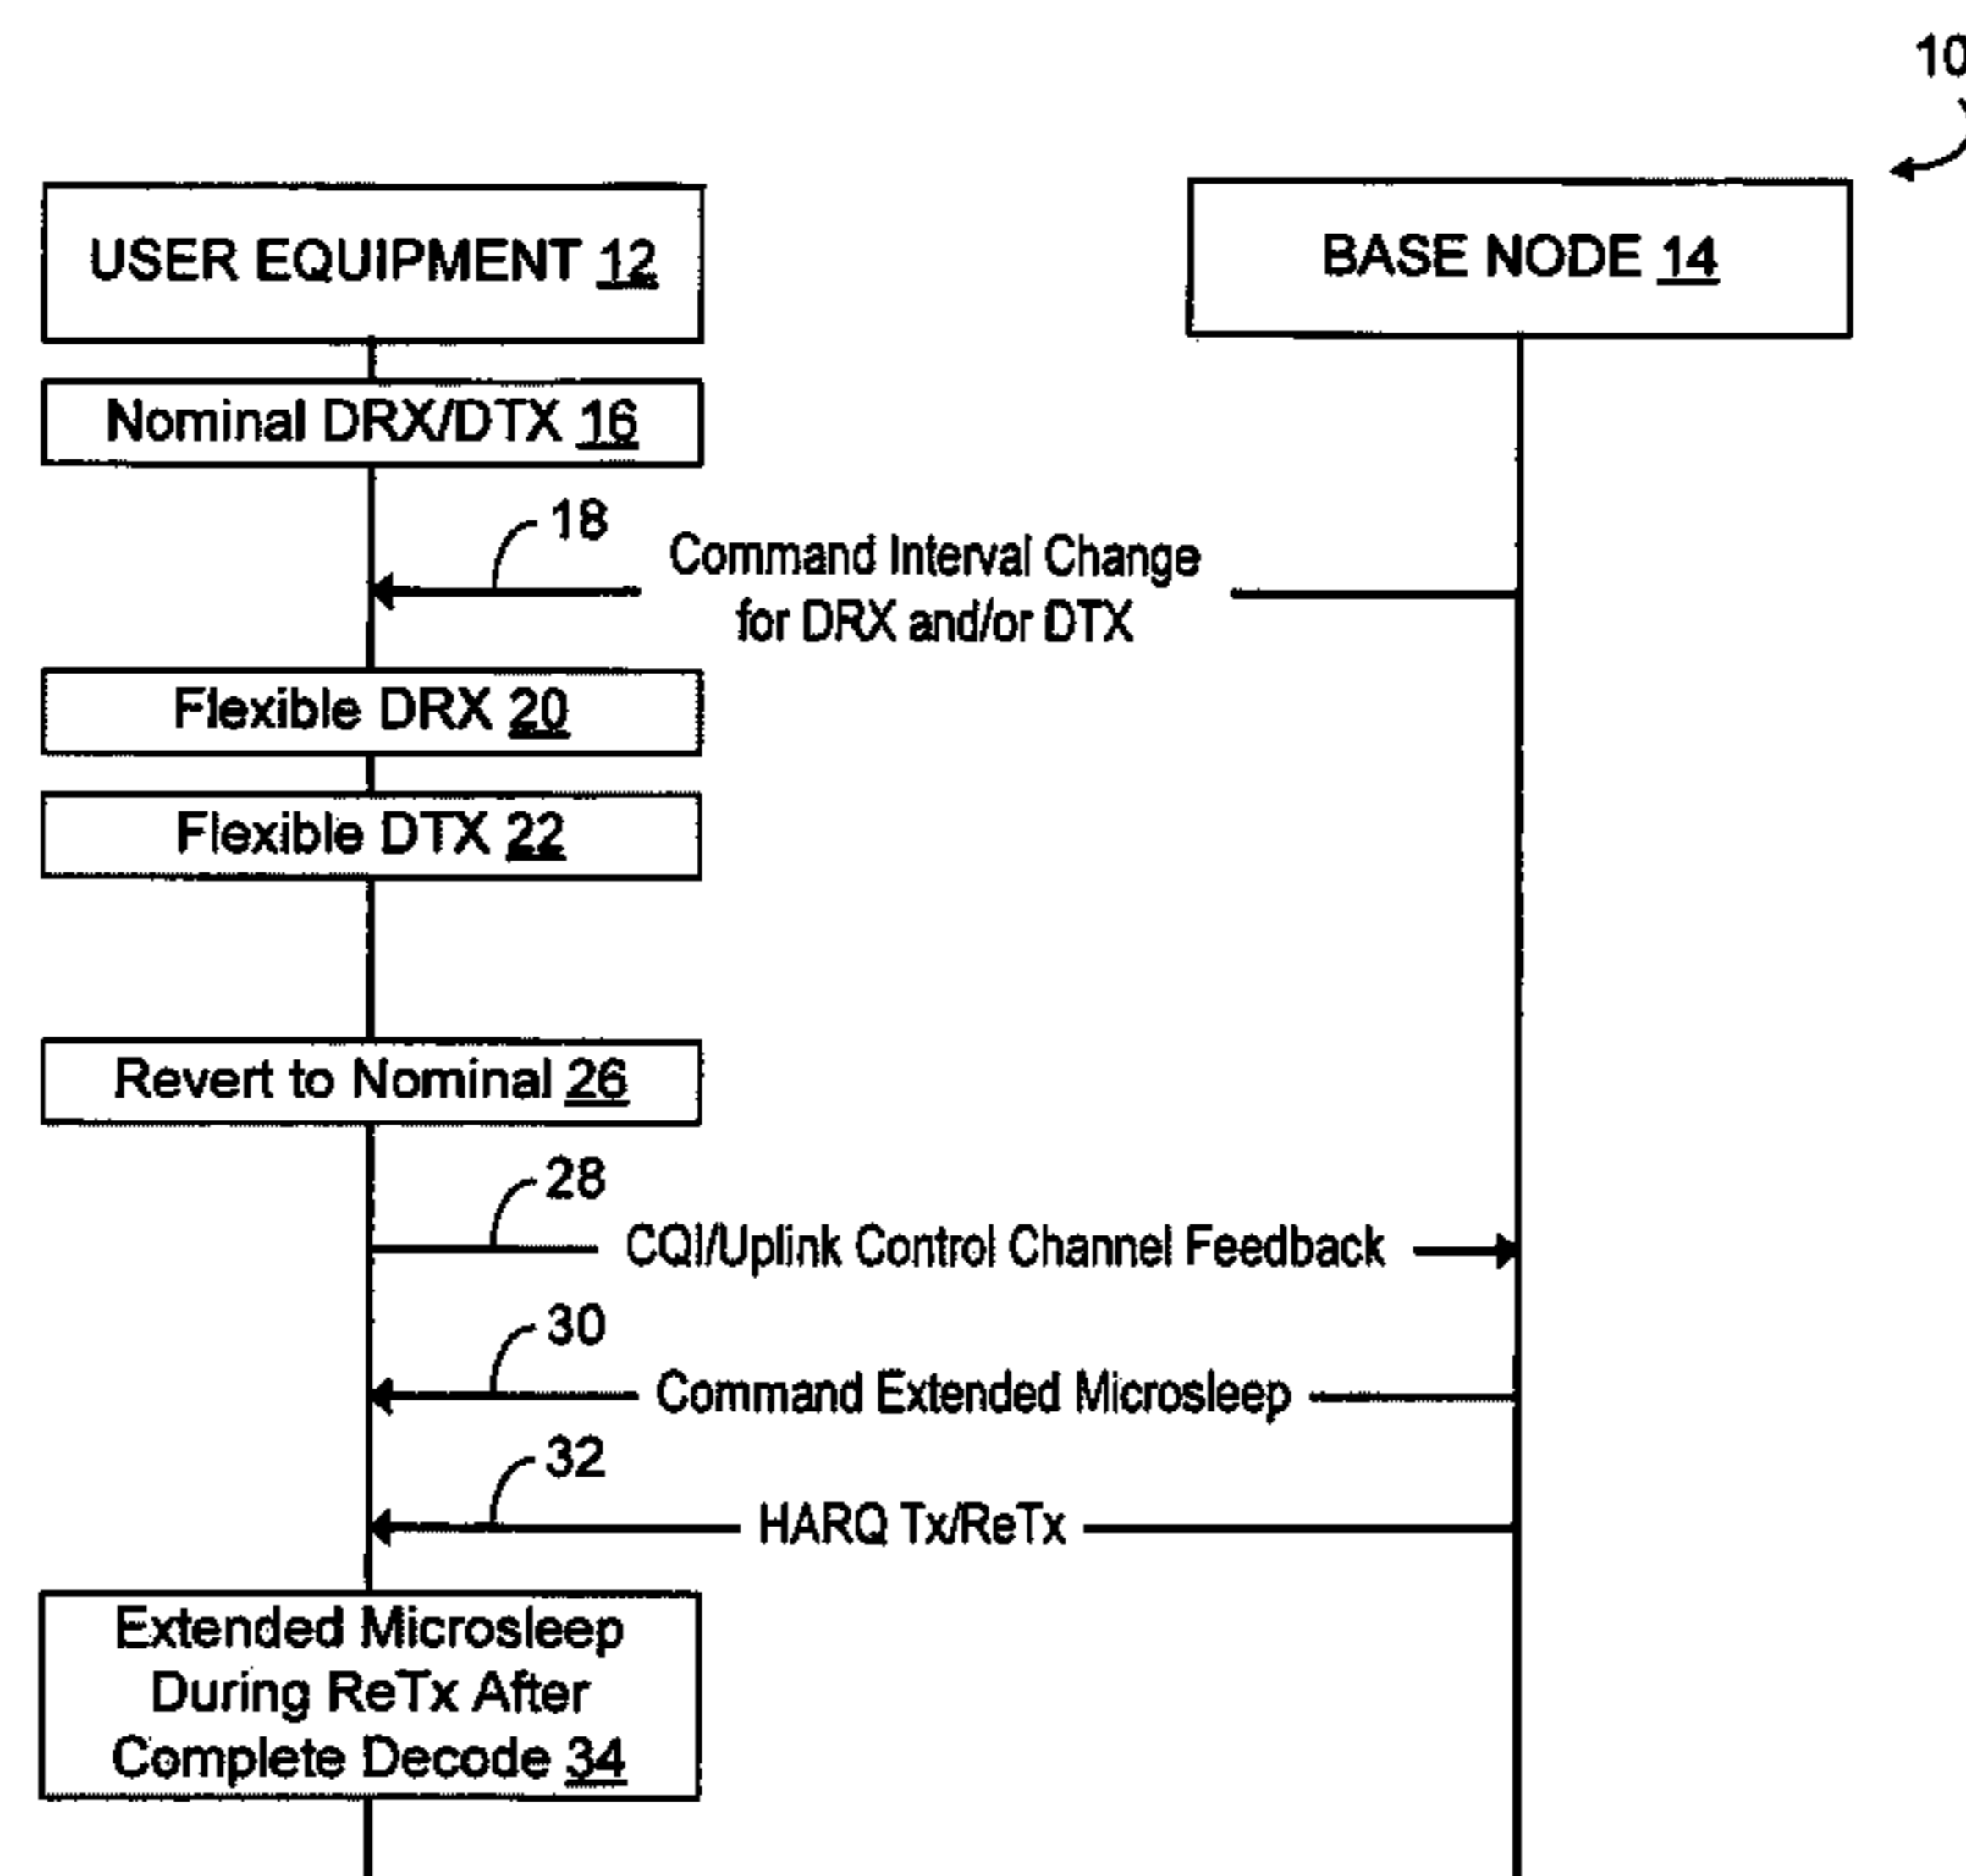 10
USER EQUIPMENT 12
BASE NODE 14
Nominal DRX/DTX 16
18
Command Interval Change
for DRX and/or DTX
Flexible DRX 20
Flexible DTX 22
Revert to Nominal 26
28
CQI/Uplink Control Channel Feedback
30
Command Extended Microsleep
32
HARQ Tx/ReTx
Extended Microsleep
During ReTx After
Complete Decode 34